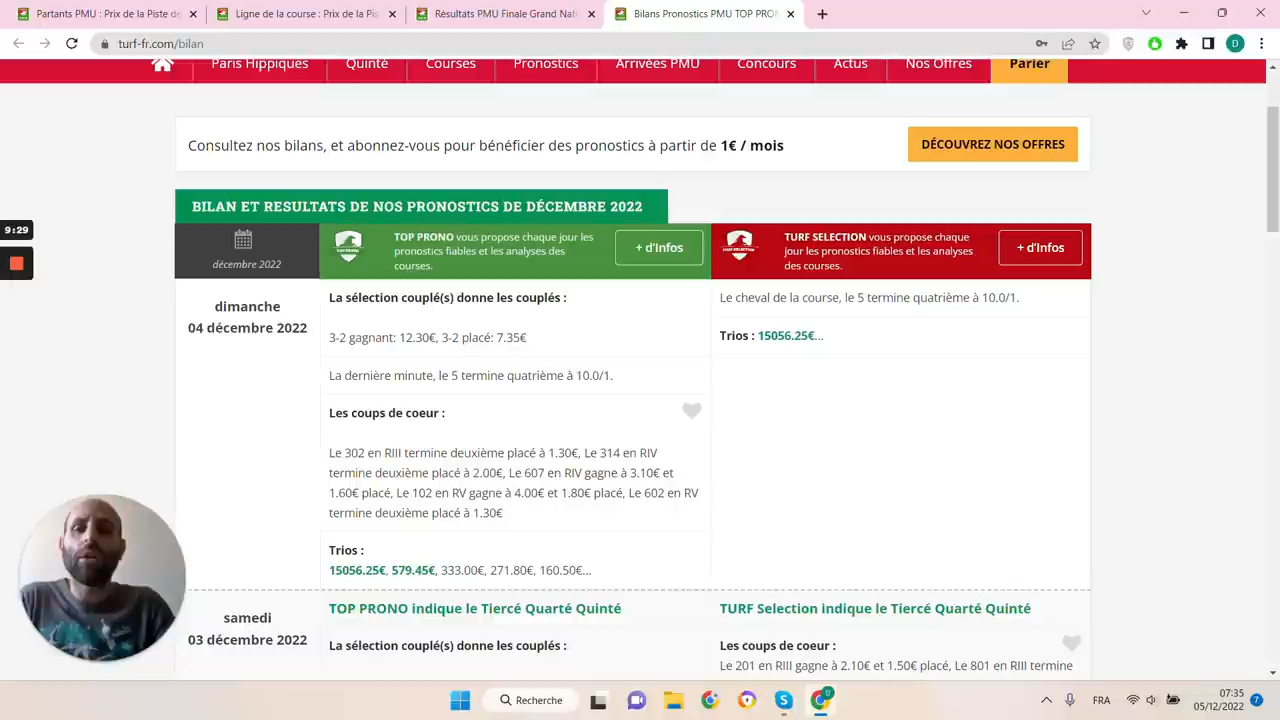 Partants PMU : Prix de la Piste de
Ligne de la course : Prix de la Pis
Résultats PMU Finale Grand Nat
Bilans Pronostics PMU TOP PRON
turf-fr.com/bilan
D
Paris Hippiques
Quinté
Courses
Pronostics
Arrivées PMU
Concours
Actus
Nos Offres
Parier
Consultez nos bilans, et abonnez-vous pour bénéficier des pronostics à partir de 1€ / mois
DÉCOUVREZ NOS OFFRES
9:29
BILAN ET RESULTATS DE NOS PRONOSTICS DE DÉCEMBRE 2022
décembre 2022
TOP PRONO vous propose chaque jour les
pronostics fiables et les analyses des
courses.
+ d'Infos
TURF SELECTION vous propose chaque
jour les pronostics fiables et les analyses
des courses.
+ d'Infos
dimanche
04 décembre 2022
La sélection couplé(s) donne les couplés :
3-2 gagnant: 12.30€, 3-2 placé: 7.35€
La dernière minute, le 5 termine quatrième à 10.0/1.
Les coups de coeur :
Le 302 en RIII termine deuxième placé à 1.30€, Le 314 en RIV
termine deuxième placé à 2.00€, Le 607 en RIV gagne à 3.10€ et
1.60€ placé, Le 102 en RV gagne à 4.00€ et 1.80€ placé, Le 602 en RV
termine deuxième placé à 1.30€
Trios :
15056.25€, 579.45€, 333.00€, 271.80€, 160.50€...
Le cheval de la course, le 5 termine quatrième à 10.0/1.
Trios : 15056.25€...
samedi
03 décembre 2022
TOP PRONO indique le Tiercé Quarté Quinté
La sélection couplé(s) donne les couplés :
TURF Selection indique le Tiercé Quarté Quinté
Les coups de coeur :
Le 201 en RIII gagne à 2.10€ et 1.50€ placé, Le 801 en RIII termine
Recherche
FRA
07:35
05/12/2022
7